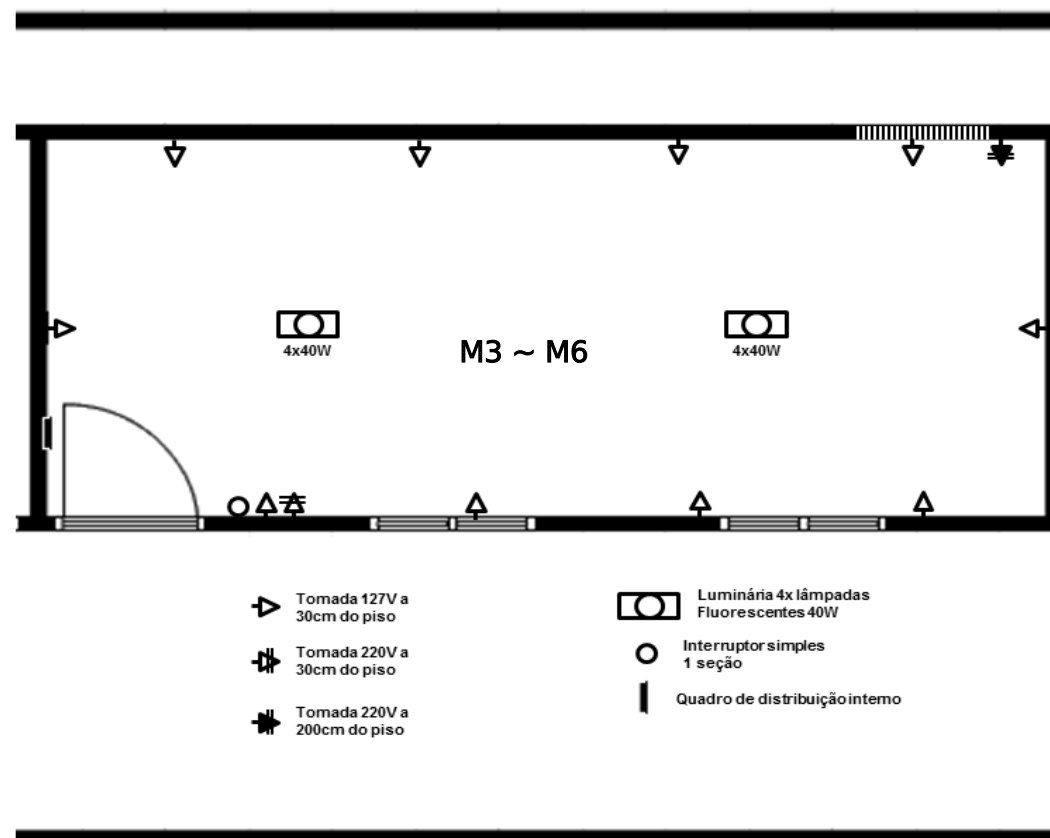 4x40W
4x40W
M3 ~ M6
Tomada 127V a
30cm do piso
Tomada 220V a
30cm do piso
Tomada 220V a
200cm do piso
Luminária 4x lâmpadas
Fluorescentes 40W
Interruptor simples
1 seção
Quadro de distribuição interno